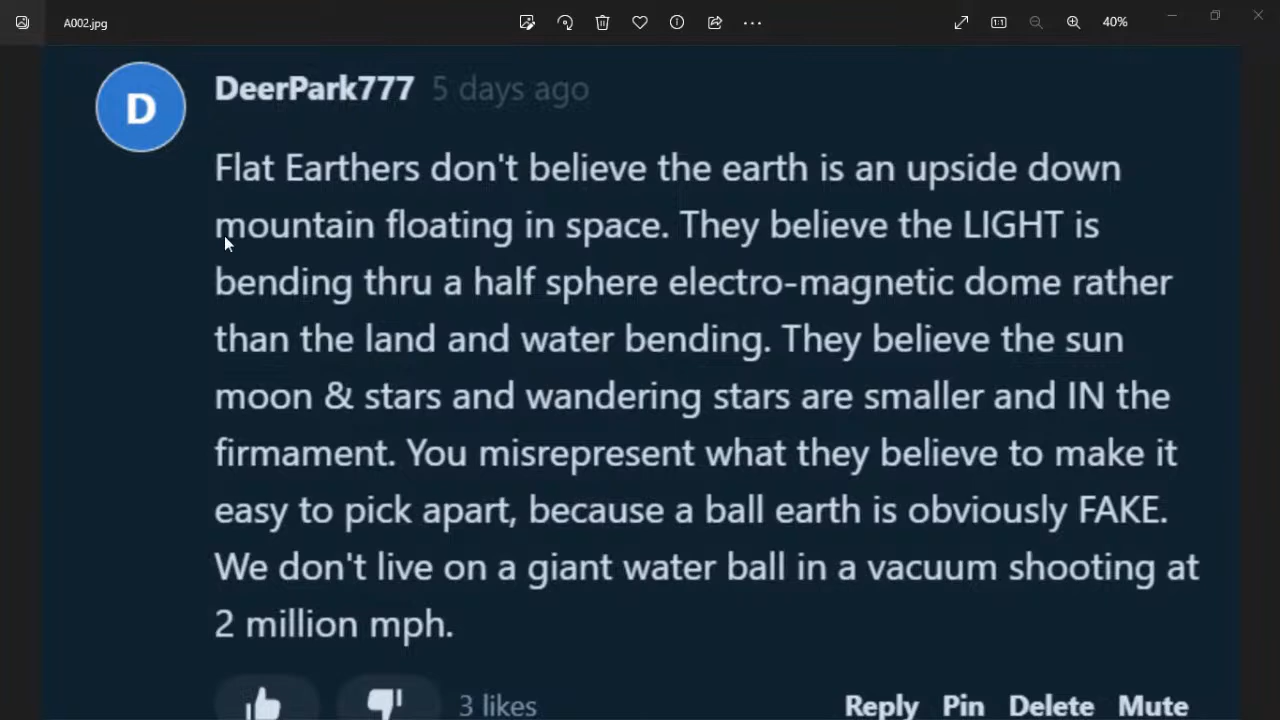 A002.jpg
40%
DeerPark777 5 days ago
D
Flat Earthers don't believe the earth is an upside down
mountain floating in space. They believe the LIGHT is
bending thru a half sphere electro-magnetic dome rather
than the land and water bending. They believe the sun
moon & stars and wandering stars are smaller and IN the
firmament. You misrepresent what they believe to make it
easy to pick apart, because a ball earth is obviously FAKE.
We don't live on a giant water ball in a vacuum shooting at
2 million mph.
3 likes Reply Pin Delete Mute